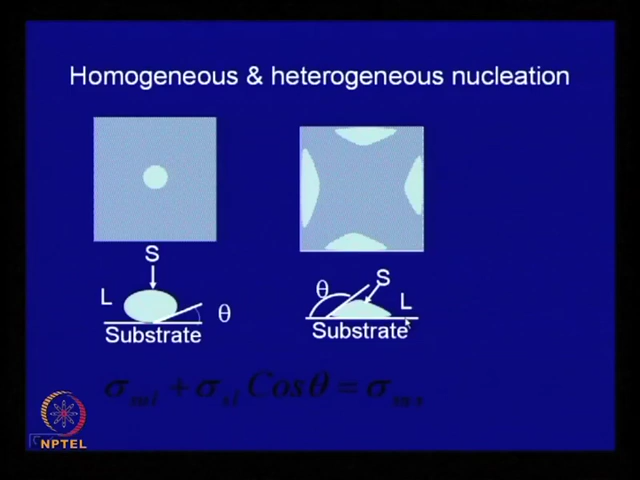 Homogeneous & heterogeneous nucleation
S
L
θ
Substrate
θ
S
L
Substrate
σml + σsl Cosθ = σms
NPTEL